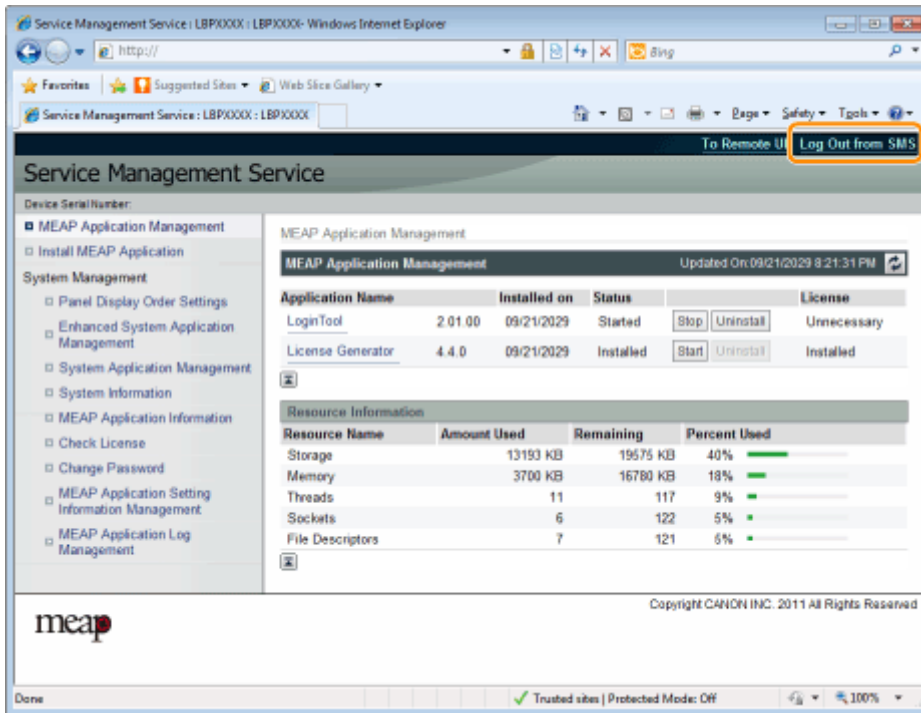 Service Management Service : LBPXXXX : LBPXXXX- Windows Internet Explorer
http://
Bing
Favorites Suggested Sites Web Slice Gallery
Service Management Service : LBPXXXX : LBPXXXX Page Safety Tools
To Remote UI Log Out from SMS
Service Management Service
Device Serial Number:
MEAP Application Management
Install MEAP Application
System Management
Panel Display Order Settings
Enhanced System Application
Management
System Application Management
System Information
MEAP Application Information
Check License
Change Password
MEAP Application Setting
Information Management
MEAP Application Log
Management
MEAP Application Management
MEAP Application Management Updated On:09/21/2029 8:21:31 PM
Application Name Installed on Status License
LoginTool 2.01.00 09/21/2029 Started Stop Uninstall Unnecessary
License Generator 4.4.0 09/21/2029 Installed Start Uninstall Installed
Resource Information
Resource Name Amount Used Remaining Percent Used
Storage 13193 KB 19575 KB 40%
Memory 3700 KB 16780 KB 18%
Threads 11 117 9%
Sockets 6 122 5%
File Descriptors 7 121 6%
Copyright CANON INC. 2011 All Rights Reserved
meap
Done Trusted sites | Protected Mode: Off 100%